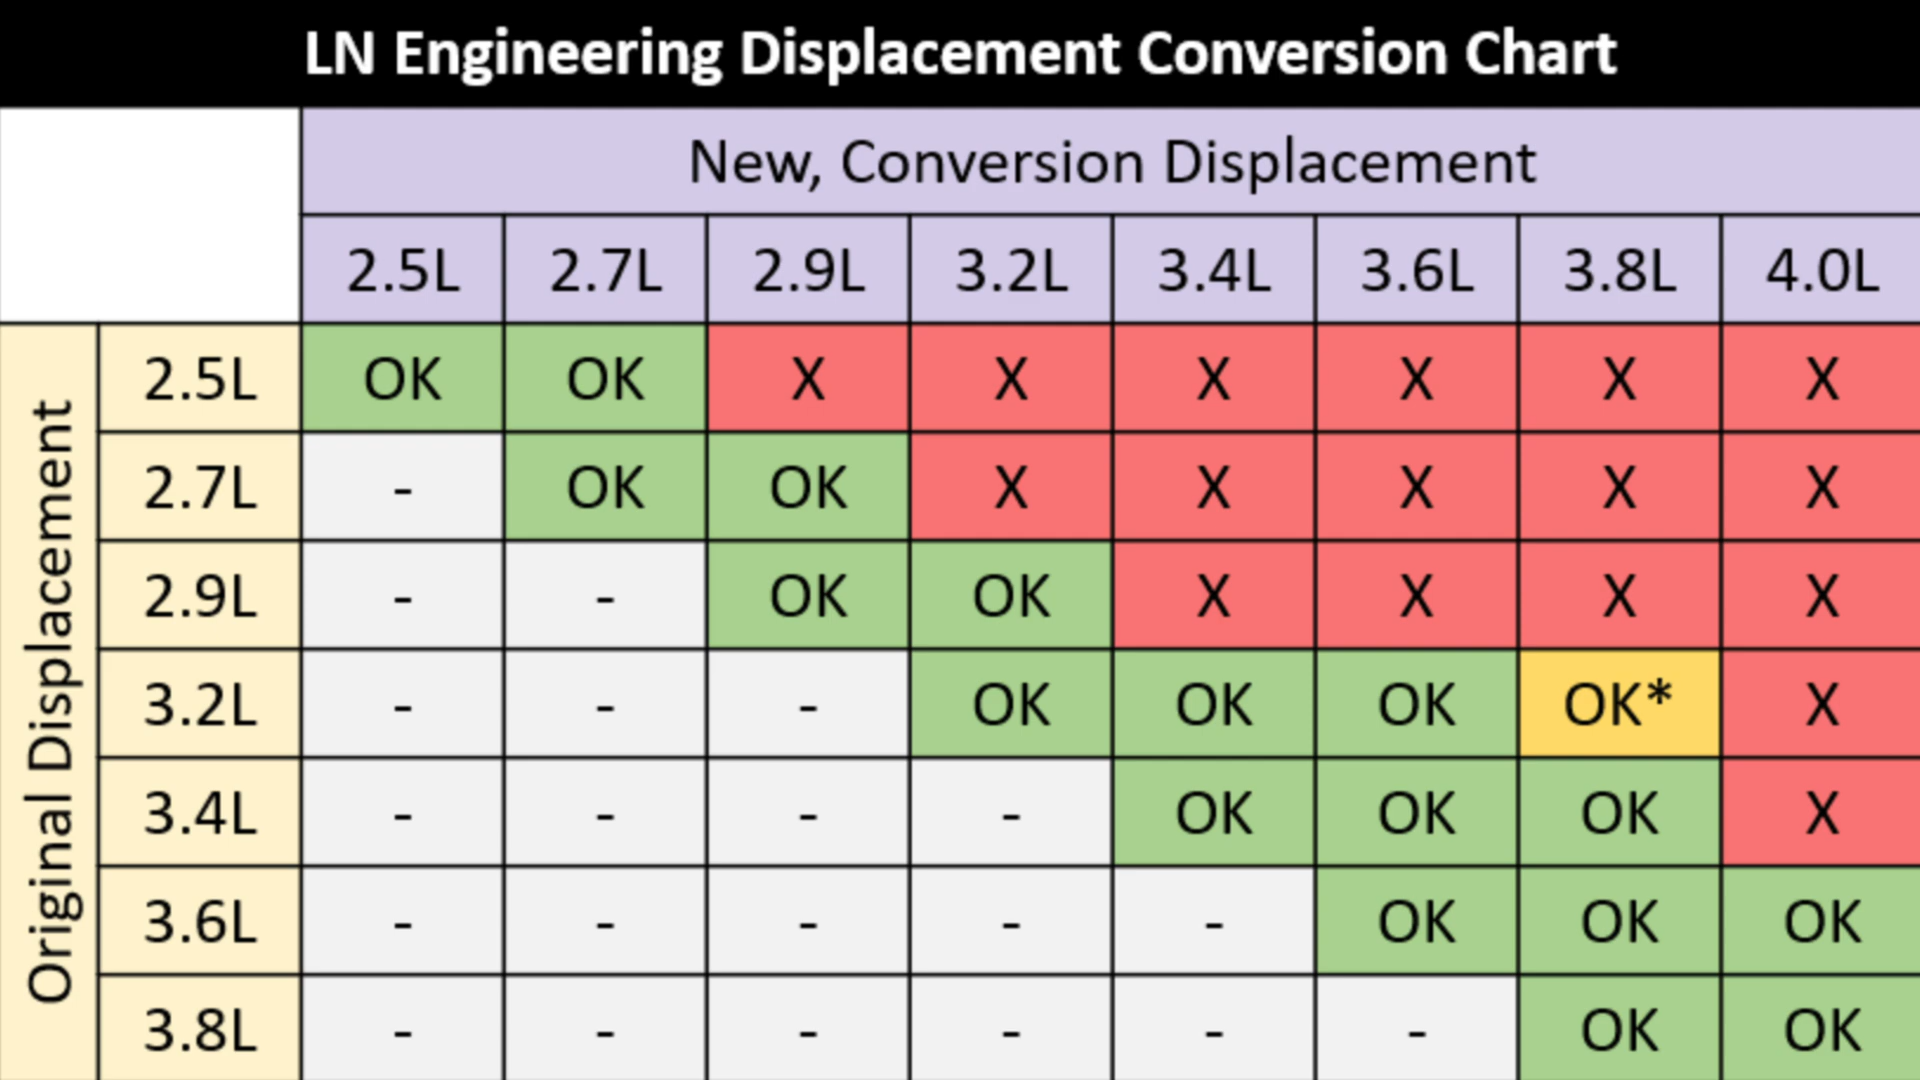 LN Engineering Displacement Conversion Chart
New, Conversion Displacement
2.5L 2.7L 2.9L 3.2L 3.4L 3.6L 3.8L 4.0L
Original Displacement
2.5L OK OK X X X X X X
2.7L - OK OK X X X X X
2.9L - - OK OK X X X X
3.2L - - - OK OK OK OK* X
3.4L - - - - OK OK OK X
3.6L - - - - - OK OK OK
3.8L - - - - - - OK OK